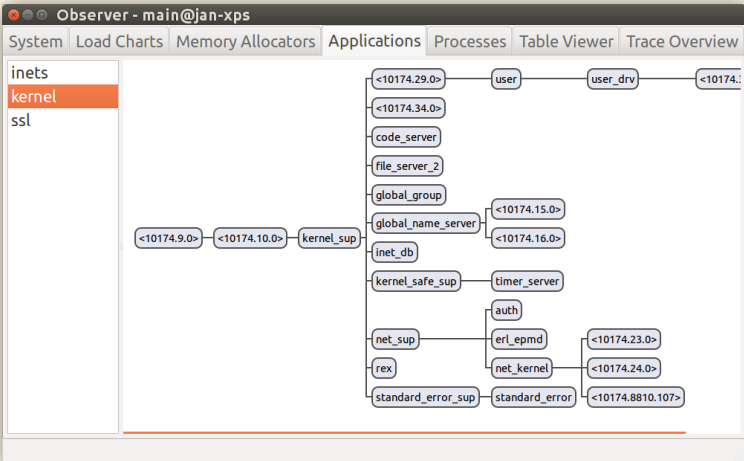 Observer - main@jan-xps
System Load Charts Memory Allocators Applications Processes Table Viewer Trace Overview
inets
kernel
ssl
<10174.29.0> user user_drv
<10174.34.0>
code_server
file_server_2
global_group
<10174.15.0>
global_name_server
<10174.9.0> <10174.10.0> kernel_sup
<10174.16.0>
inet_db
kernel_safe_sup timer_server
auth
net_sup erl_epmd <10174.23.0>
rex net_kernel <10174.24.0>
standard_error_sup standard_error <10174.8810.107>